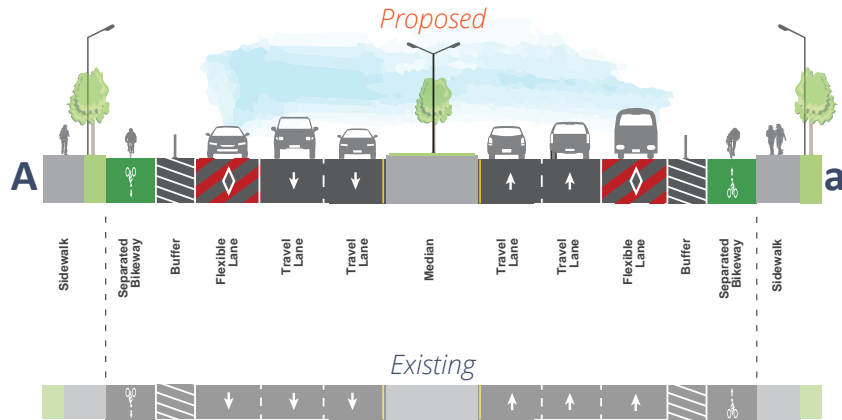 Proposed
A
a
Sidewalk
Separated
Bikeway
Buffer
Flexible
Lane
Travel
Lane
Travel
Lane
Median
Travel
Lane
Travel
Lane
Flexible
Lane
Buffer
Separated
Bikeway
Sidewalk
Existing